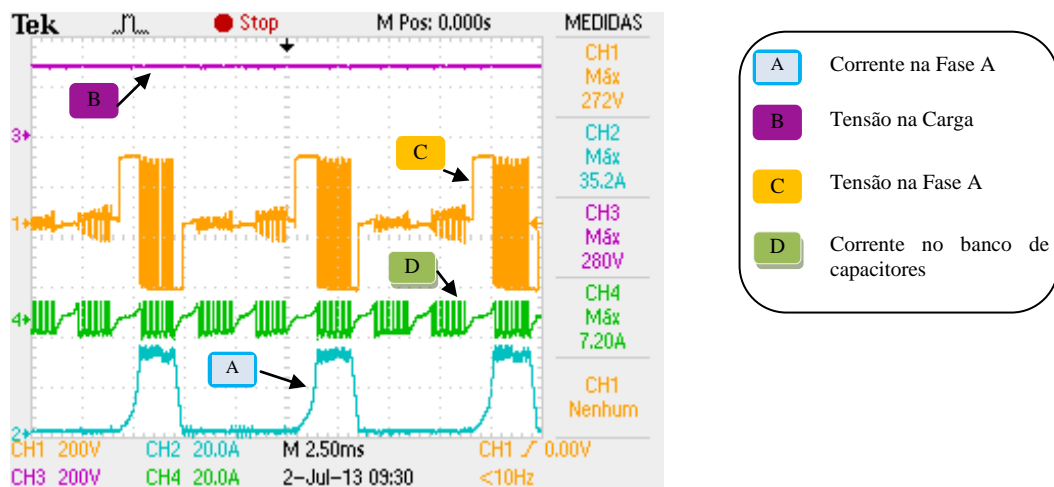 Tek Stop M Pos: 0.000s MEDIDAS
CH1
Máx
272V
B
3
CH2
Máx
35.2A
C
CH3
Máx
280V
1
D
CH4
Máx
7.20A
4
A
CH1
Nenhum
2
CH1 200V CH2 20.0A M 2.50ms CH1 0.00V
CH3 200V CH4 20.0A 2-Jul-13 09:30 <10Hz
A Corrente na Fase A
B Tensão na Carga
C Tensão na Fase A
D Corrente no banco de
capacitores